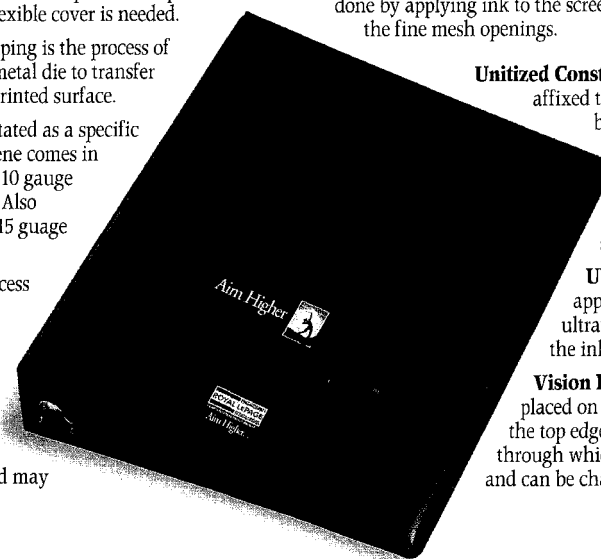 exible cover is needed.
ping is the process of
metal die to transfer
rinted surface.
tated as a specific
ene comes in
10 gauge
Also
15 guage
cess
d may
Aim Higher
ROYAL LEPAGE
Aim Higher.
done by applying ink to the scree
the fine mesh openings.
Unitized Const
affixed t
b
U
app
ultra
the inl
Vision
placed on
the top edge
through whic
and can be cha